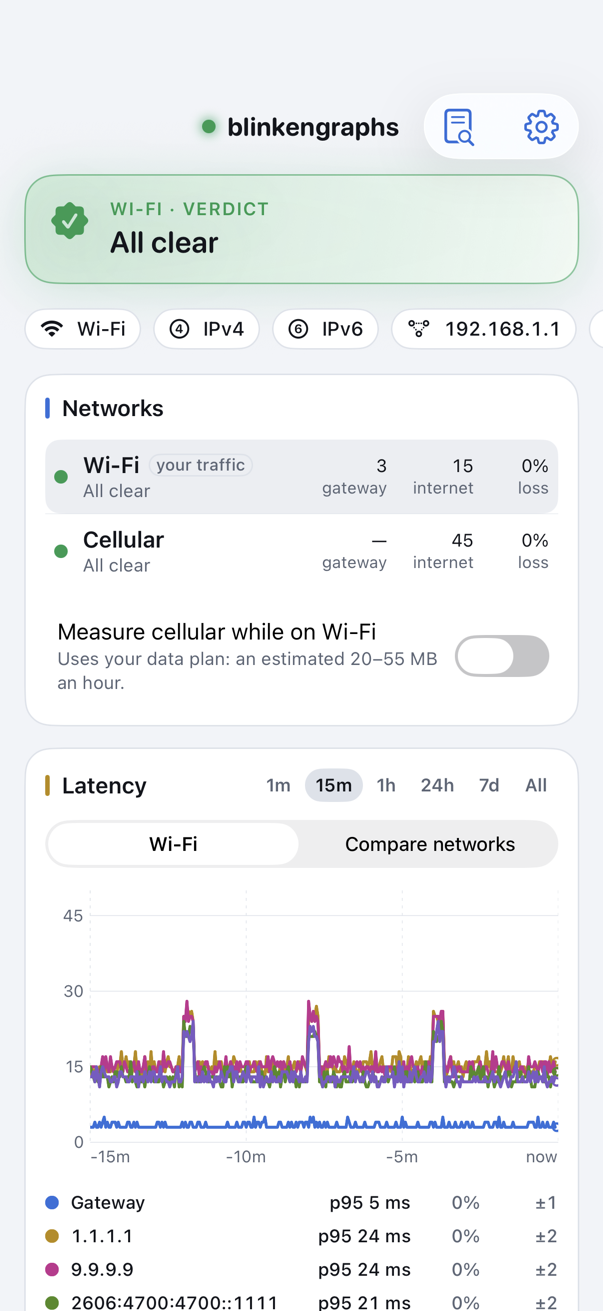 blinkengraphs
WI-FI · VERDICT
All clear
Wi-Fi
4 IPv4
6 IPv6
192.168.1.1
Networks
Wi-Fi your traffic 3 15 0%
All clear gateway internet loss
Cellular — 45 0%
All clear gateway internet loss
Measure cellular while on Wi-Fi
Uses your data plan: an estimated 20–55 MB
an hour.
Latency 1m 15m 1h 24h 7d All
Wi-Fi Compare networks
45
30
15
0
-15m -10m -5m now
Gateway p95 5 ms 0% ±1
1.1.1.1 p95 24 ms 0% ±2
9.9.9.9 p95 24 ms 0% ±2
2606:4700:4700::1111 p95 21 ms 0% ±2